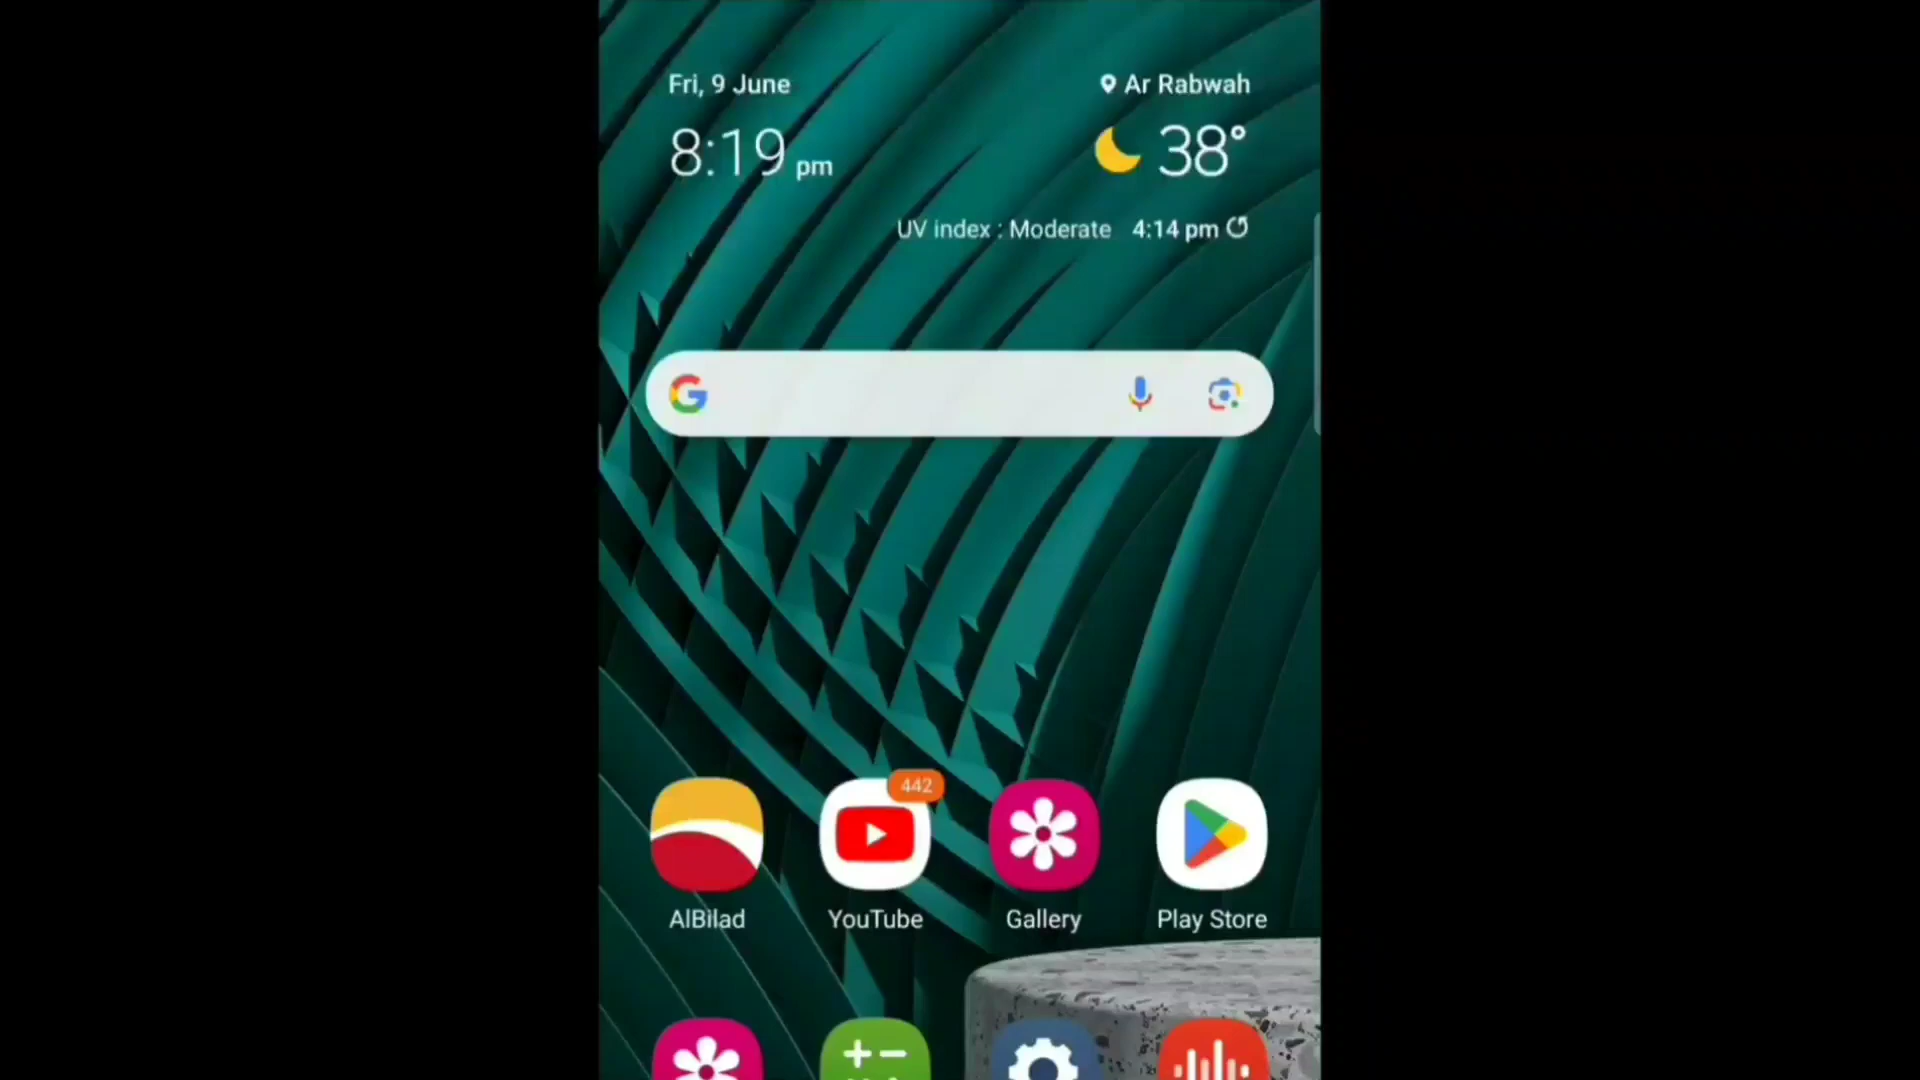 Fri, 9 June
Ar Rabwah
8:19 pm
38°
UV index : Moderate 4:14 pm
442
AlBilad
YouTube
Gallery
Play Store